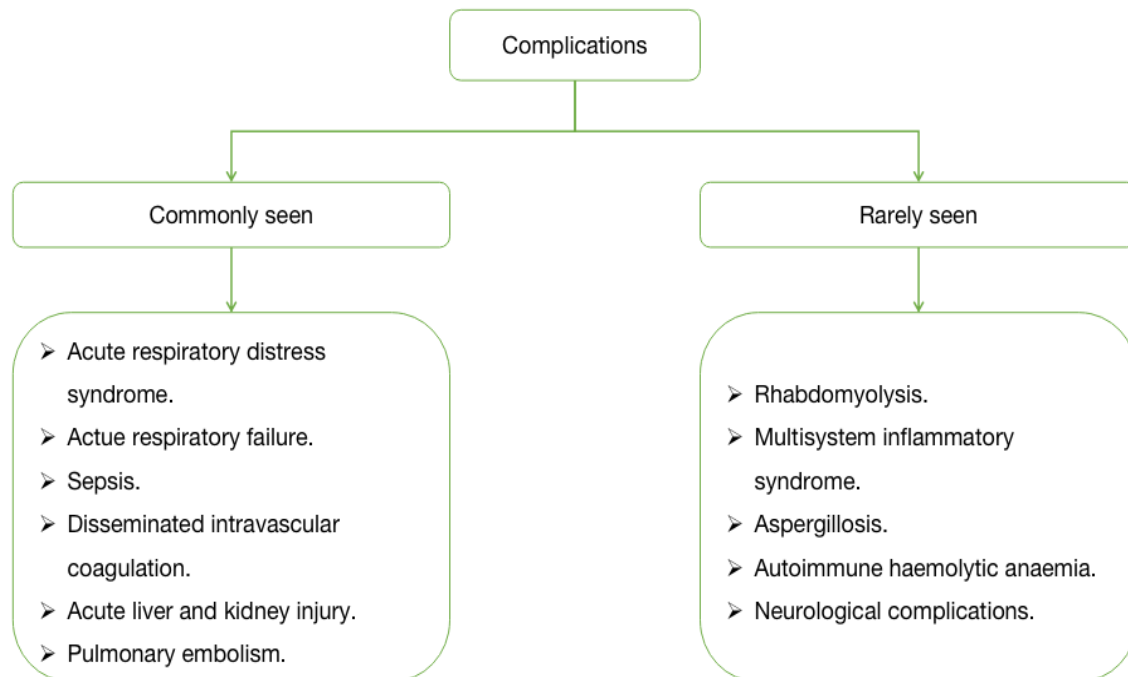 Complications
Commonly seen
Rarely seen
➢ Acute respiratory distress
syndrome.
➢ Actue respiratory failure.
➢ Sepsis.
➢ Disseminated intravascular
coagulation.
➢ Acute liver and kidney injury.
➢ Pulmonary embolism.
➢ Rhabdomyolysis.
➢ Multisystem inflammatory
syndrome.
➢ Aspergillosis.
➢ Autoimmune haemolytic anaemia.
➢ Neurological complications.